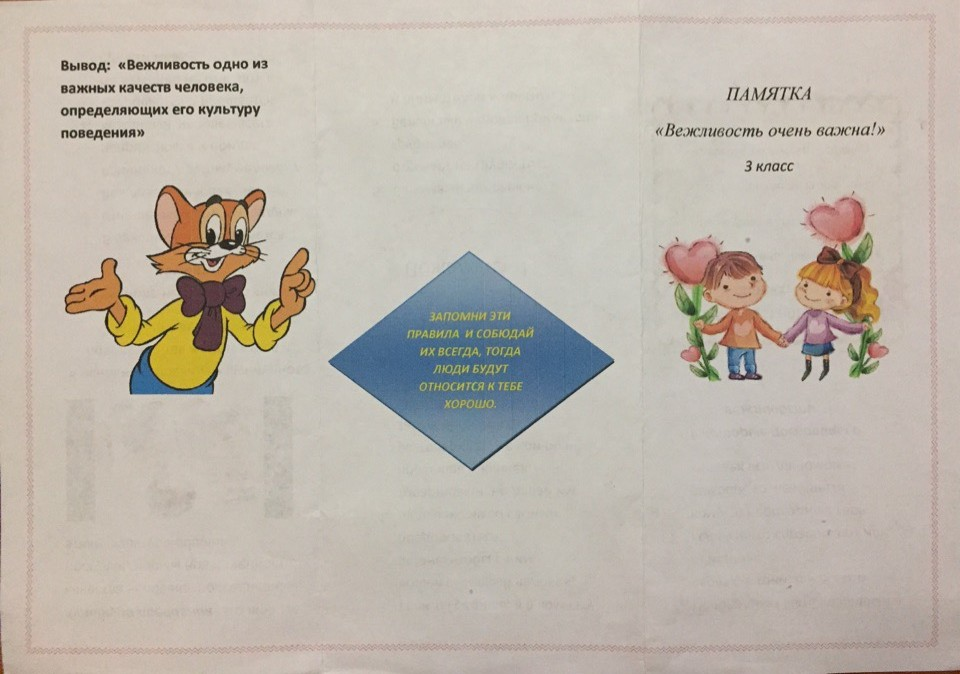 Вывод: «Вежливость одно из
важных качеств человека,
определяющих его культуру
поведения»
ЗАПОМНИ ЭТИ
ПРАВИЛА И СОБЮДАЙ
ИХ ВСЕГДА, ТОГДА
ЛЮДИ БУДУТ
ОТНОСИТСЯ К ТЕБЕ
ХОРОШО.
ПАМЯТКА
«Вежливость очень важна!»
3 класс